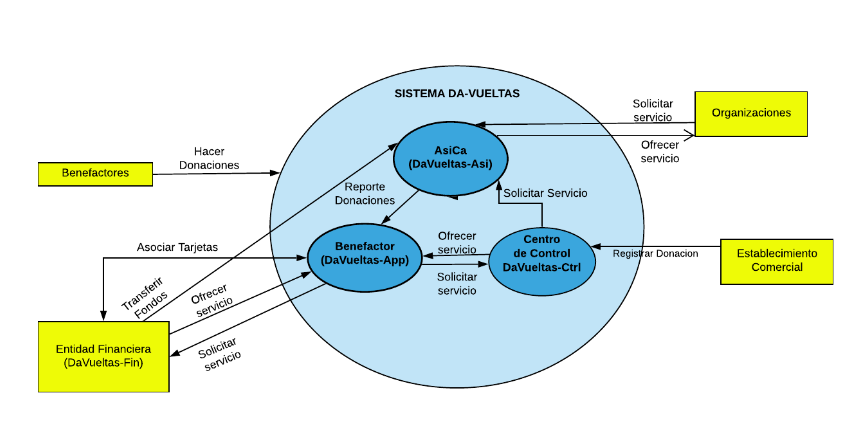 SISTEMA DA-VUELTAS
Solicitar
servicio
Organizaciones
Ofrecer
servicio
AsiCa
(DaVueltas-Asi)
Hacer
Donaciones
Benefactores
Reporte
Donaciones
Solicitar Servicio
Asociar Tarjetas
Benefactor
(DaVueltas-App)
Ofrecer
servicio
Solicitar
servicio
Centro
de Control
DaVueltas-Ctrl
Registrar Donacion
Establecimiento
Comercial
Transferir
Fondos
Ofrecer
servicio
Solicitar
servicio
Entidad Financiera
(DaVueltas-Fin)